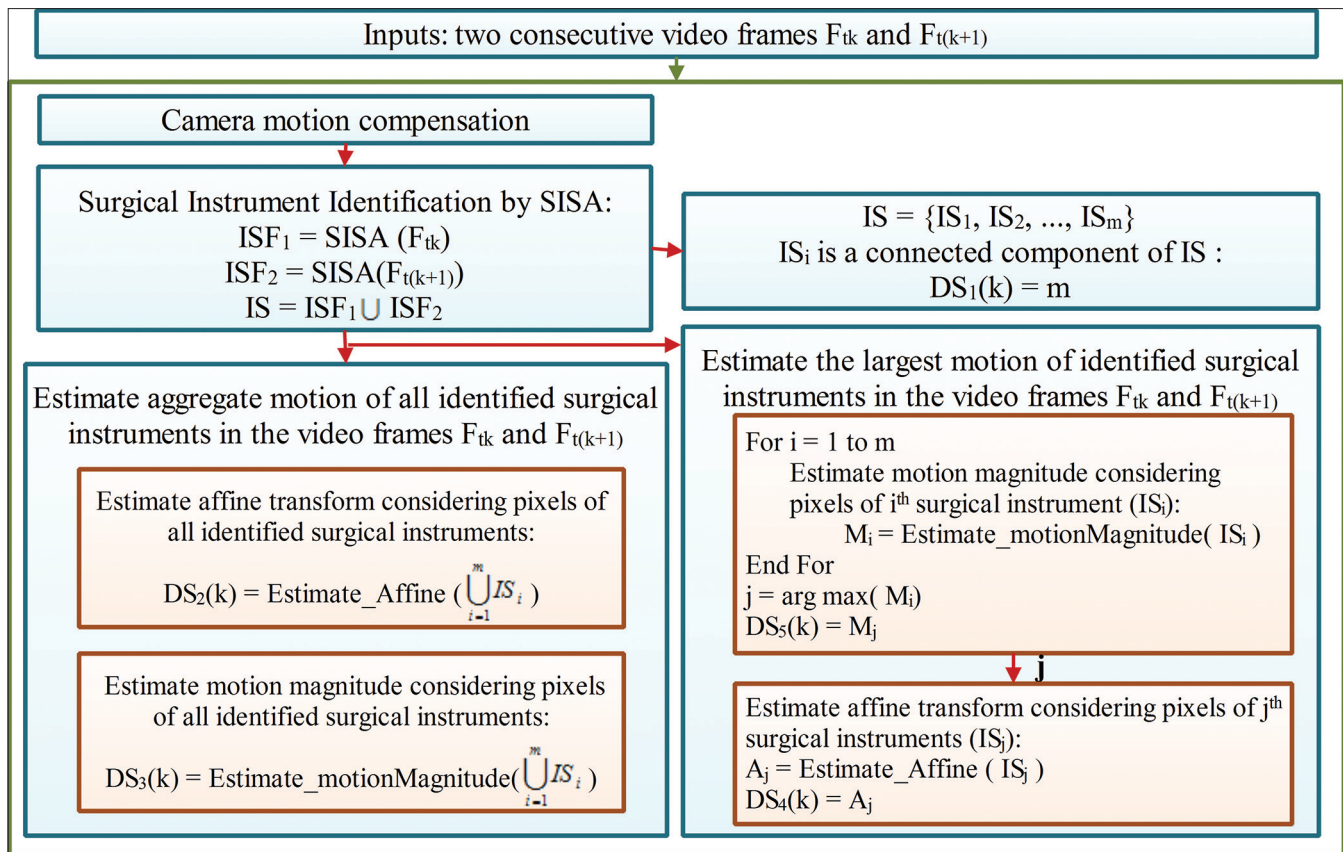 Inputs: two consecutive video frames Ftk and Ft(k+1)
Camera motion compensation
Surgical Instrument Identification by SISA:
ISF1 = SISA (Ftk)
ISF2 = SISA(Ft(k+1))
IS = ISF1 ⋃ ISF2
IS = {IS1, IS2, ..., ISm}
ISi is a connected component of IS :
DS1(k) = m
Estimate aggregate motion of all identified surgical
instruments in the video frames Ftk and Ft(k+1)
Estimate affine transform considering pixels of
all identified surgical instruments:
DS2(k) = Estimate_Affine (⋃_{i=1}^{m} ISi)
Estimate motion magnitude considering pixels
of all identified surgical instruments:
DS3(k) = Estimate_motionMagnitude(⋃_{i=1}^{m} ISi)
Estimate the largest motion of identified surgical
instruments in the video frames Ftk and Ft(k+1)
For i = 1 to m
Estimate motion magnitude considering
pixels of ith surgical instrument (ISi):
Mi = Estimate_motionMagnitude( ISi )
End For
j = arg max( Mi)
DS5(k) = Mj
j
Estimate affine transform considering pixels of jth
surgical instruments (ISj):
Aj = Estimate_Affine ( ISj )
DS4(k) = Aj